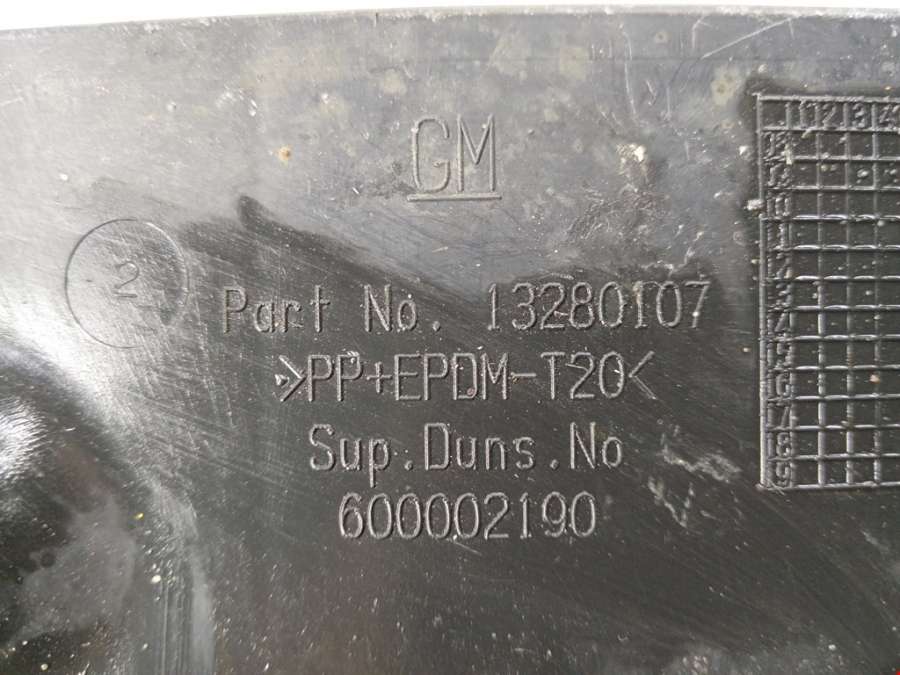 GM
2
Part No. 13280107
>PP+EPDM-T20<
Sup.Duns.No
600002190